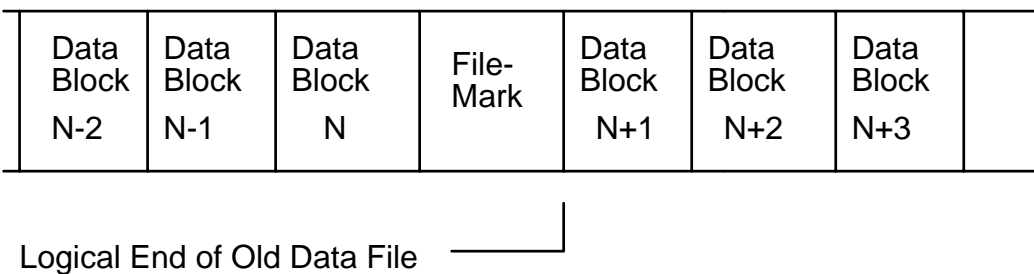 Data
Block
N-2
Data
Block
N-1
Data
Block
N
File-
Mark
Data
Block
N+1
Data
Block
N+2
Data
Block
N+3
Logical End of Old Data File